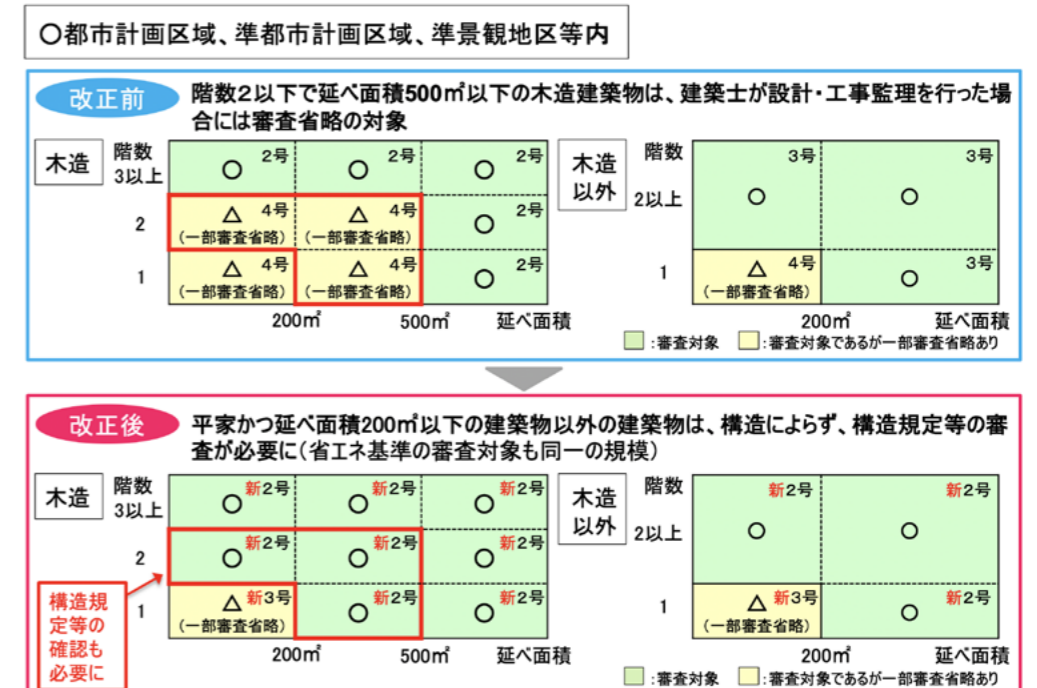 〇都市計画区域、準都市計画区域、準景観地区等内
改正前
階数２以下で延べ面積500㎡以下の木造建築物は、建築士が設計・工事監理を行った場
合には審査省略の対象
木造
階数
3以上
〇 2号
〇 2号
〇 2号
2
△ 4号
(一部審査省略)
△ 4号
(一部審査省略)
〇 2号
1
△ 4号
(一部審査省略)
△ 4号
(一部審査省略)
〇 2号
200㎡
500㎡
延べ面積
木造
以外
階数
2以上
〇 3号
〇 3号
1
△ 4号
(一部審査省略)
〇 3号
200㎡
延べ面積
:審査対象
:審査対象であるが一部審査省略あり
改正後
平家かつ延べ面積200㎡以下の建築物以外の建築物は、構造によらず、構造規定等の審
査が必要に(省エネ基準の審査対象も同一の規模)
木造
階数
3以上
〇 新2号
〇 新2号
〇 新2号
2
〇 新2号
〇 新2号
〇 新2号
1
△ 新3号
(一部審査省略)
〇 新2号
〇 新2号
構造規
定等の
確認も
必要に
200㎡
500㎡
延べ面積
木造
以外
階数
2以上
〇 新2号
〇 新2号
1
△ 新3号
(一部審査省略)
〇 新2号
200㎡
延べ面積
:審査対象
:審査対象であるが一部審査省略あり